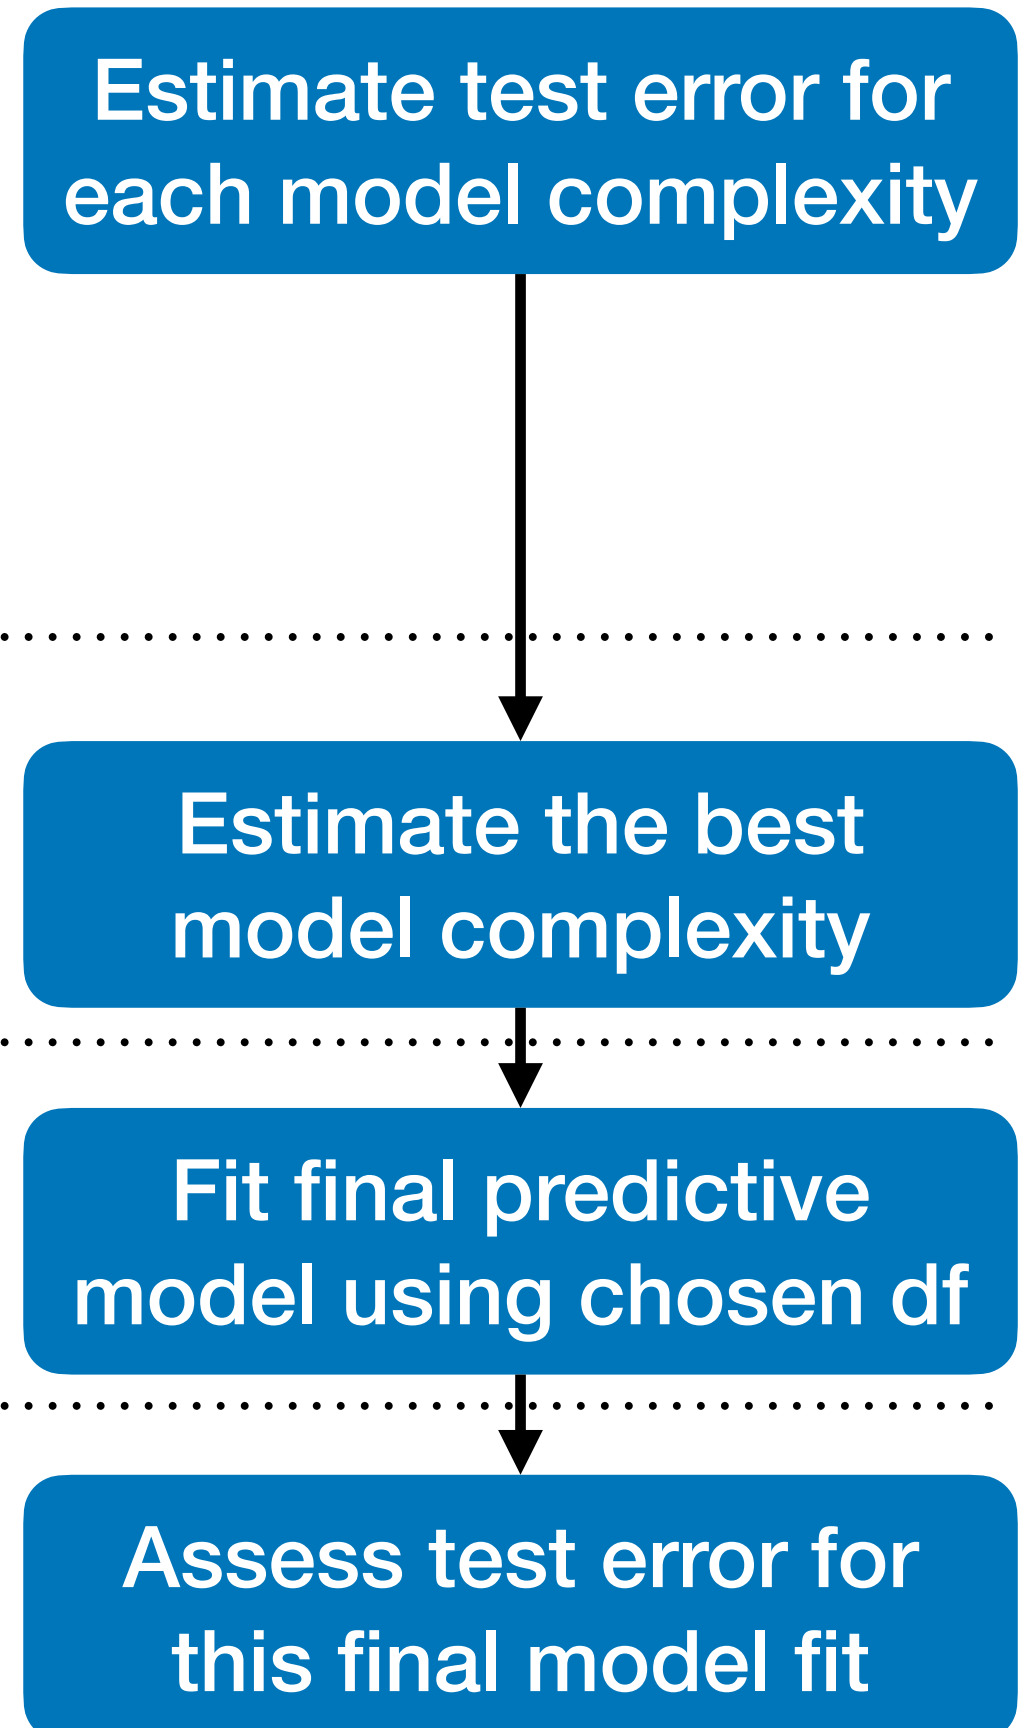 Estimate test error for
each model complexity
Estimate the best
model complexity
Fit final predictive
model using chosen df
Assess test error for
this final model fit